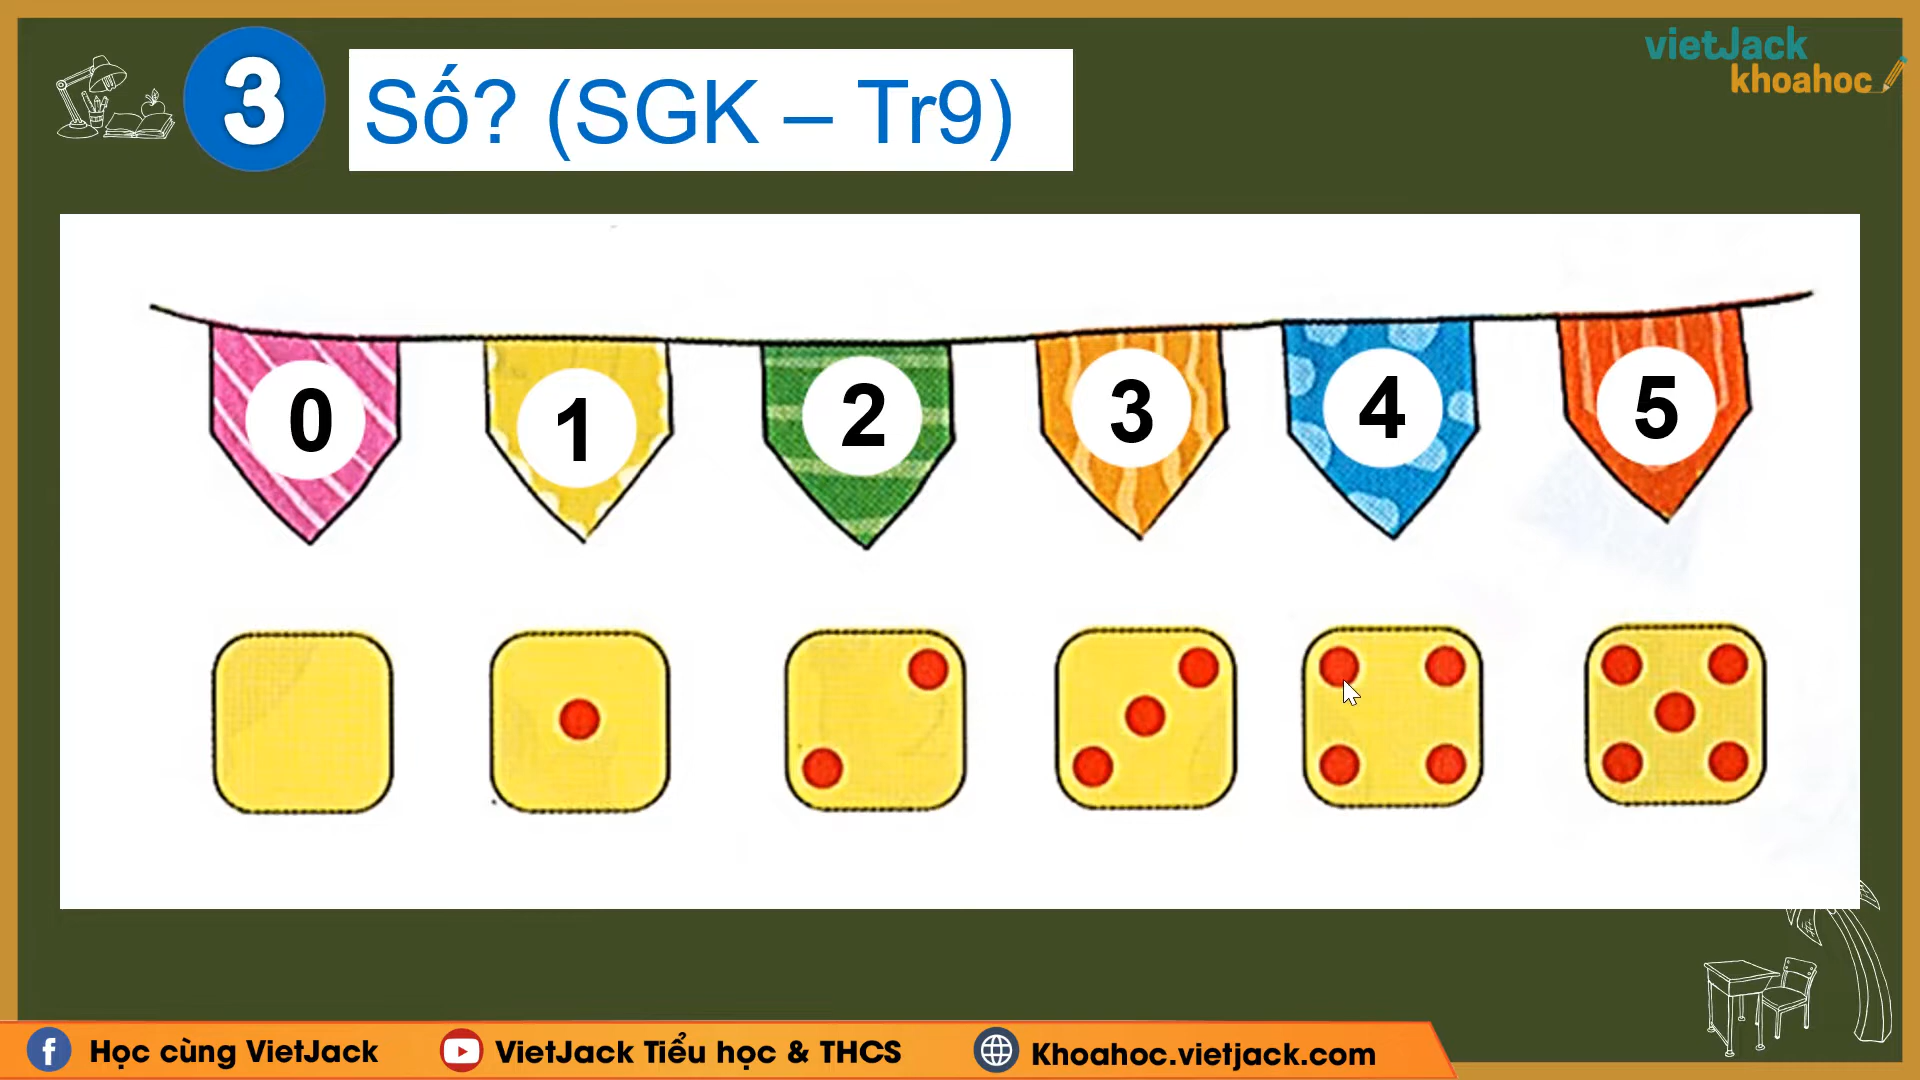 3
Số? (SGK – Tr9)
vietJack
khoahoc
0 1 2 3 4 5
Học cùng VietJack
VietJack Tiểu học & THCS
Khoahoc.vietjack.com